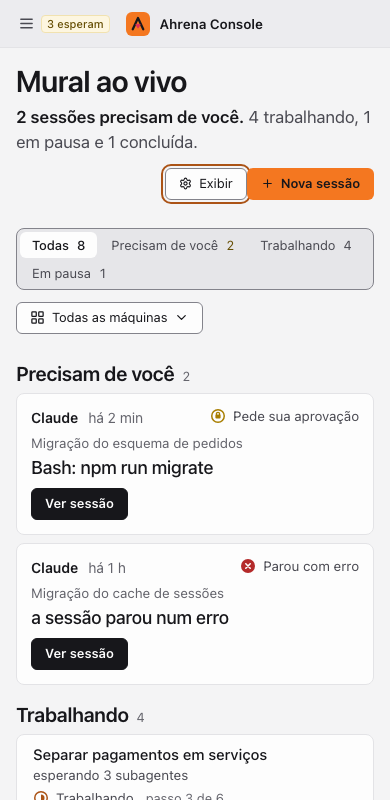 3 esperam
Ahrena Console
Mural ao vivo
2 sessões precisam de você. 4 trabalhando, 1
em pausa e 1 concluída.
Exibir
+ Nova sessão
Todas 8
Precisam de você 2
Trabalhando 4
Em pausa 1
Todas as máquinas
Precisam de você 2
Claude há 2 min
Pede sua aprovação
Migração do esquema de pedidos
Bash: npm run migrate
Ver sessão
Claude há 1 h
Parou com erro
Migração do cache de sessões
a sessão parou num erro
Ver sessão
Trabalhando 4
Separar pagamentos em serviços
esperando 3 subagentes
Trabalhando passo 3 de 6